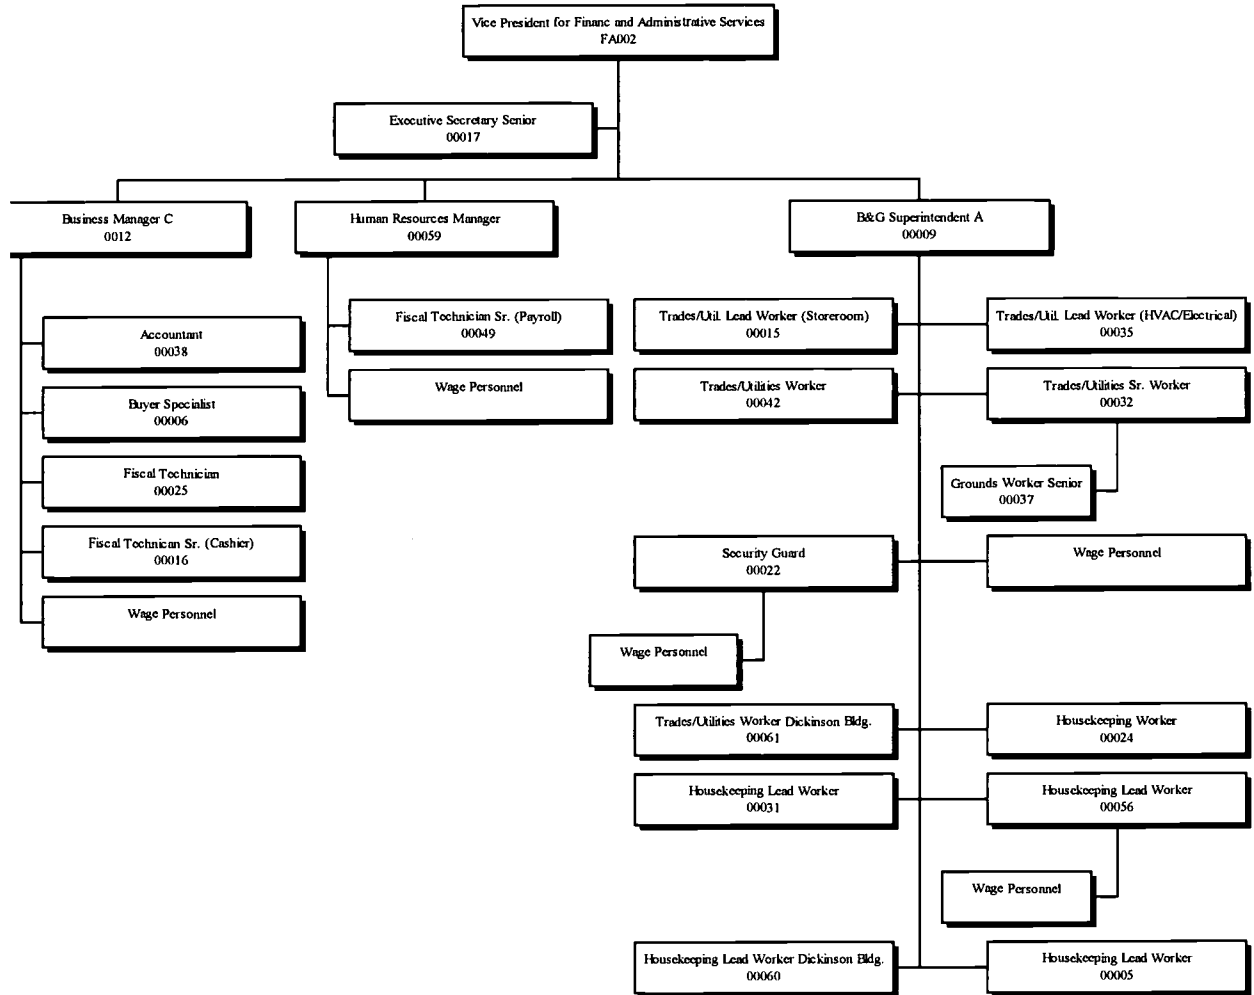 Vice President for Financ and Administrative Services
FA002
Executive Secretary Senior
00017
Business Manager C
0012
Human Resources Manager
00059
B&G Superintendent A
00009
Accountant
00038
Buyer Specialist
00006
Fiscal Technician
00025
Fiscal Technican Sr. (Cashier)
00016
Wage Personnel
Fiscal Technician Sr. (Payroll)
00049
Wage Personnel
Trades/Util. Lead Worker (Storeroom)
00015
Trades/Util. Lead Worker (HVAC/Electrical)
00035
Trades/Utilities Worker
00042
Trades/Utilities Sr. Worker
00032
Grounds Worker Senior
00037
Security Guard
00022
Wage Personnel
Wage Personnel
Trades/Utilities Worker Dickinson Bldg.
00061
Housekeeping Worker
00024
Housekeeping Lead Worker
00031
Housekeeping Lead Worker
00056
Wage Personnel
Housekeeping Lead Worker Dickinson Bldg.
00060
Housekeeping Lead Worker
00005